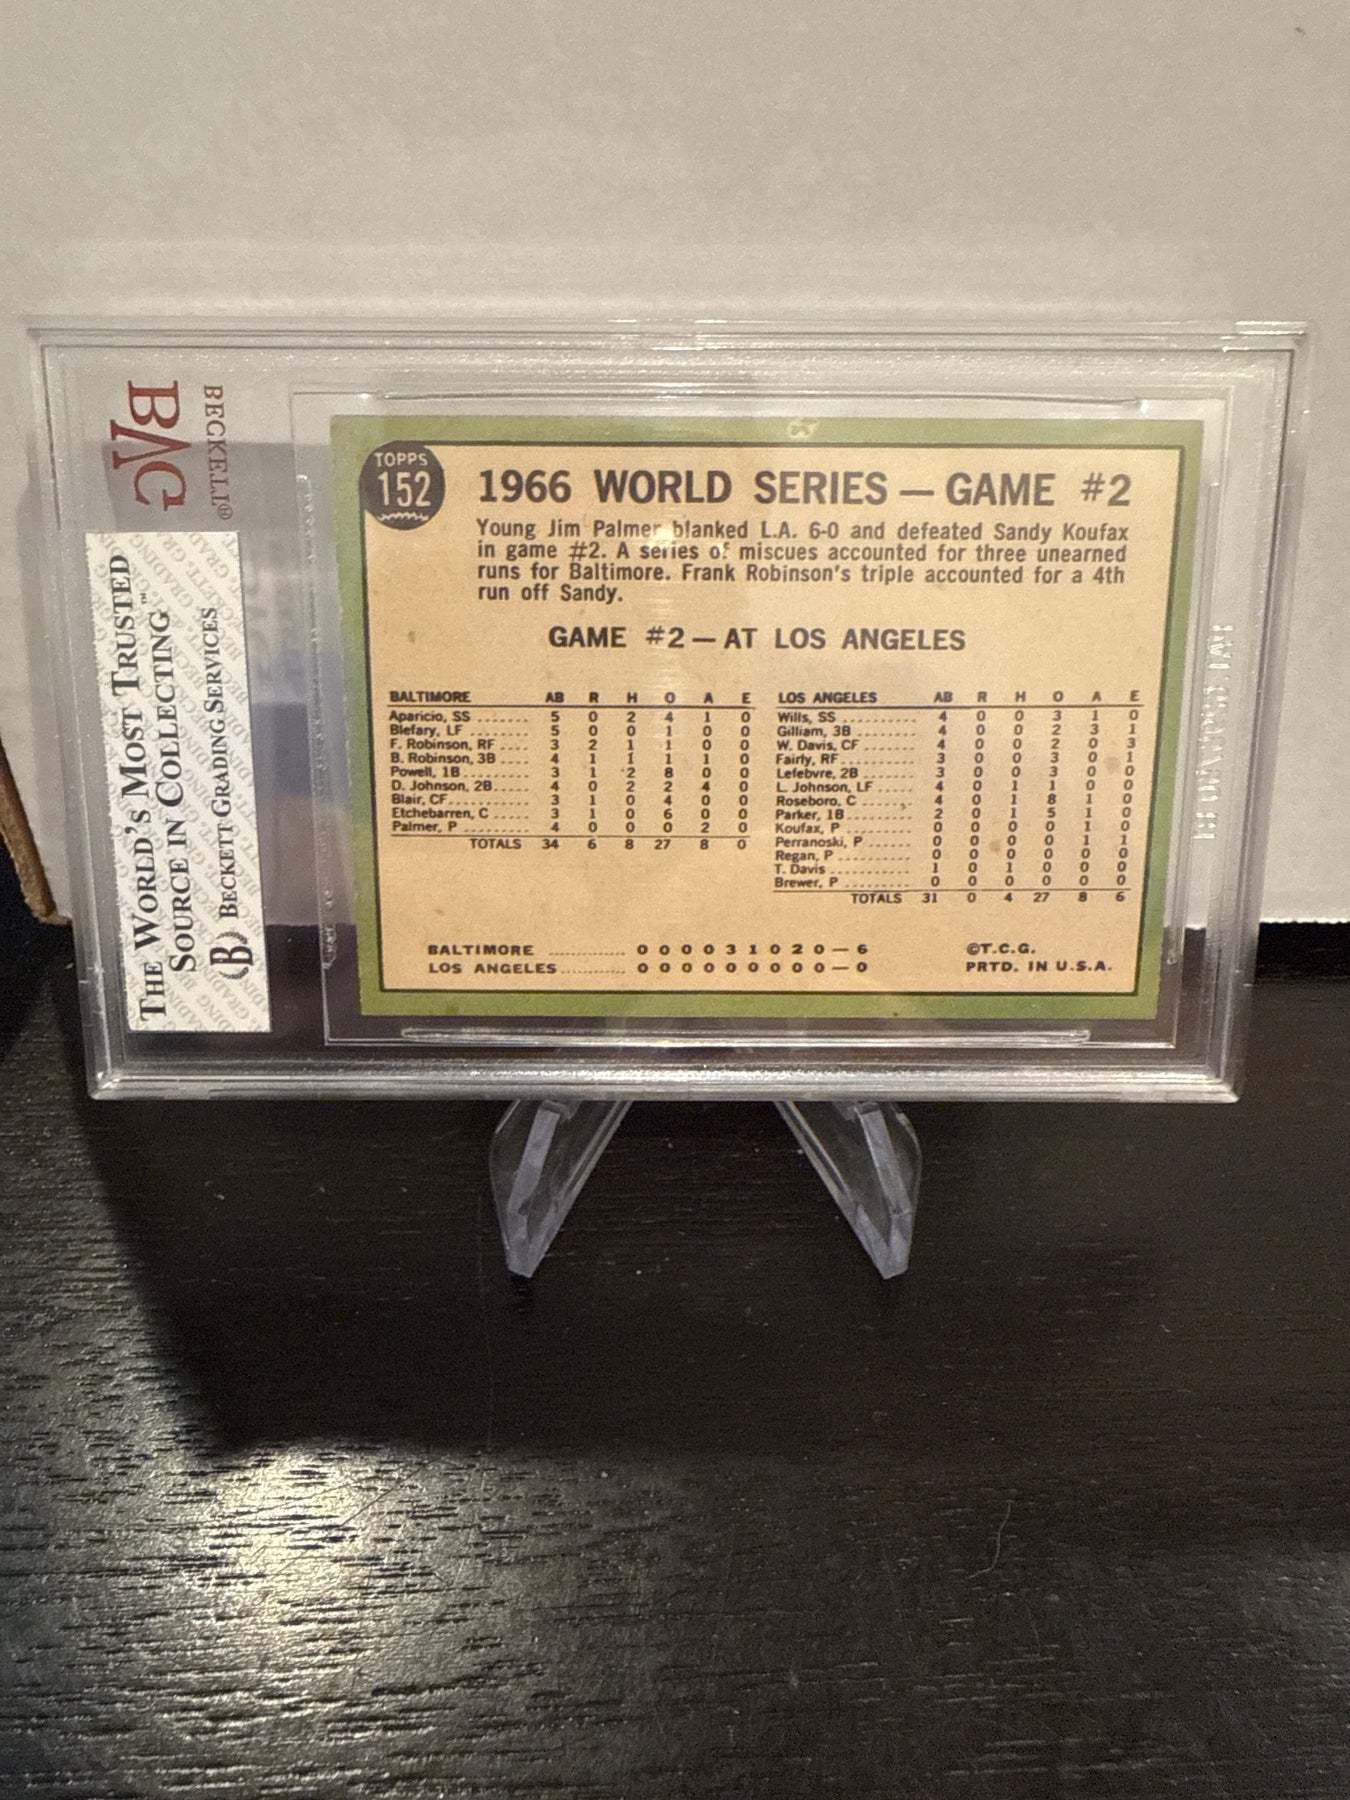 BECKETT®
BVG
THE WORLD'S MOST TRUSTED
SOURCE IN COLLECTING™
B BECKETT GRADING SERVICES
TOPPS
152
1966 WORLD SERIES — GAME #2
Young Jim Palmer blanked L.A. 6-0 and defeated Sandy Koufax
in game #2. A series of miscues accounted for three unearned
runs for Baltimore. Frank Robinson's triple accounted for a 4th
run off Sandy.
GAME #2 — AT LOS ANGELES
BALTIMORE AB R H O A E
Aparicio, SS ........ 5 0 2 4 1 0
Blefary, LF ........ 5 0 0 1 0 0
F. Robinson, RF .... 3 2 1 1 0 0
B. Robinson, 3B .... 4 1 1 1 1 0
Powell, 1B .......... 3 1 2 8 0 0
D. Johnson, 2B ..... 4 0 2 2 4 0
Blair, CF ............ 3 1 0 4 0 0
Etchebarren, C ..... 3 1 0 6 0 0
Palmer, P .......... 4 0 0 0 2 0
TOTALS 34 6 8 27 8 0
LOS ANGELES AB R H O A E
Wills, SS .......... 4 0 0 3 1 0
Gilliam, 3B ........ 4 0 0 2 3 1
W. Davis, CF ....... 4 0 0 2 0 3
Fairly, RF .......... 3 0 0 3 0 1
Lefebvre, 2B ....... 3 0 0 3 0 0
L. Johnson, LF ..... 4 0 1 1 0 0
Roseboro, C ........ 4 0 1 8 1 0
Parker, 1B ......... 2 0 1 5 1 0
Koufax, P .......... 0 0 0 0 1 0
Perranoski, P ...... 0 0 0 0 1 1
Regan, P ........... 0 0 0 0 0 0
T. Davis ............ 1 0 1 0 0 0
Brewer, P .......... 0 0 0 0 0 0
TOTALS 31 0 4 27 8 6
BALTIMORE .............. 0 0 0 0 3 1 0 2 0 — 6
LOS ANGELES ............ 0 0 0 0 0 0 0 0 0 — 0
©T.C.G.
PRTD. IN U.S.A.